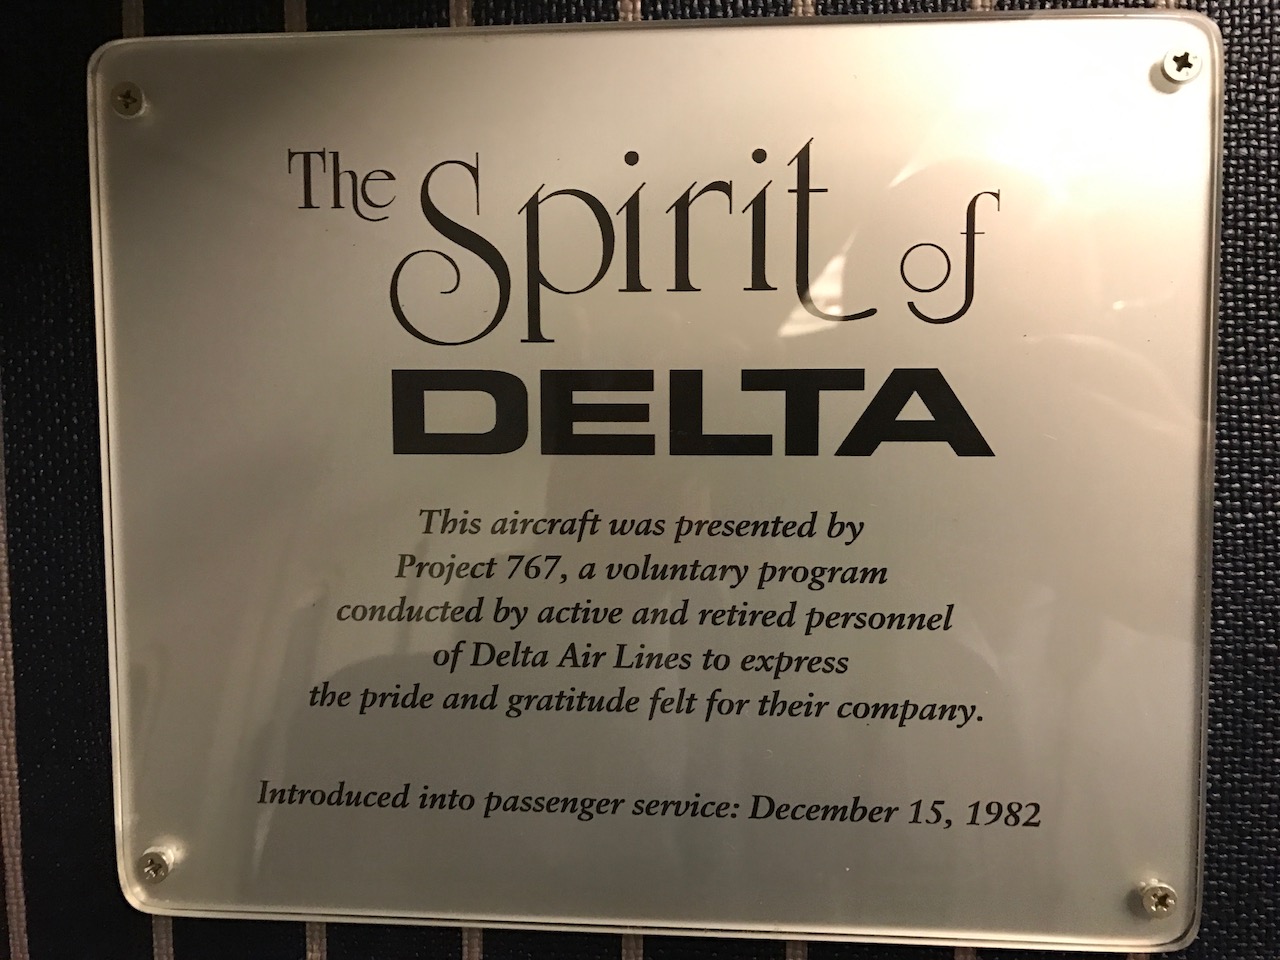 The Spirit of
DELTA
This aircraft was presented by
Project 767, a voluntary program
conducted by active and retired personnel
of Delta Air Lines to express
the pride and gratitude felt for their company.
Introduced into passenger service: December 15, 1982